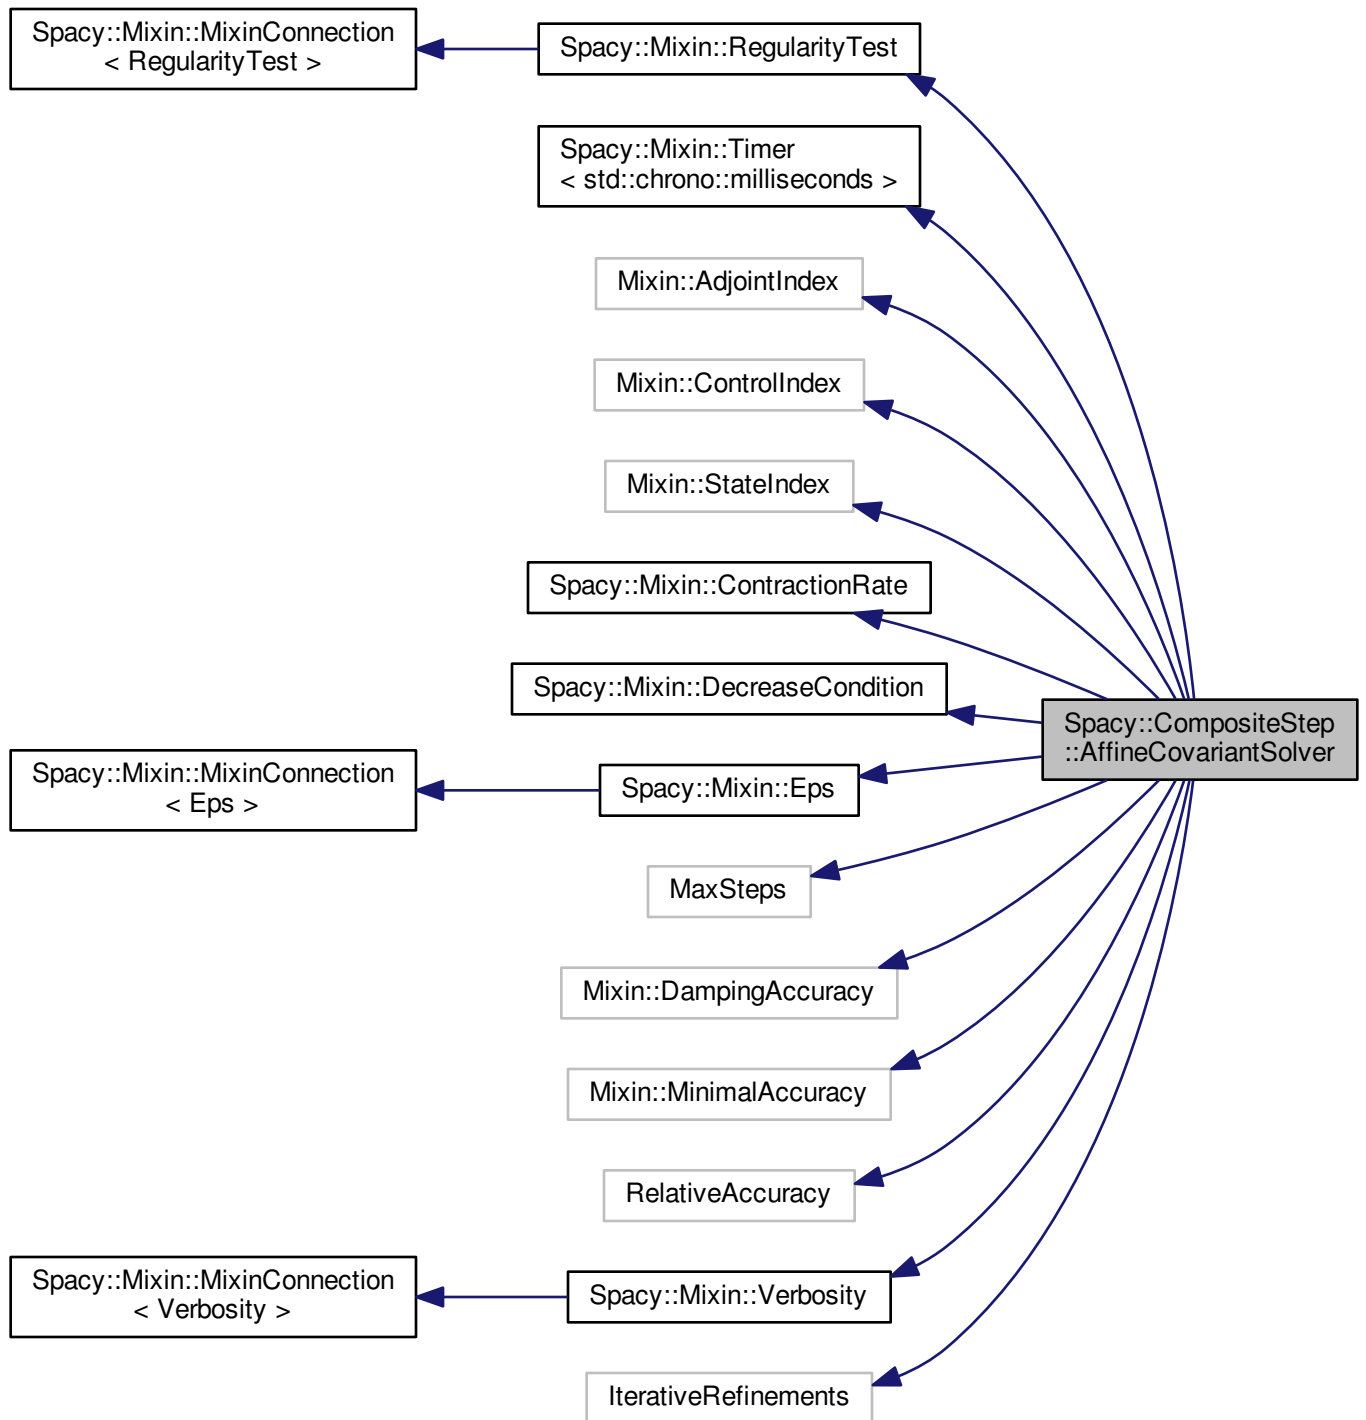 Spacy::Mixin::MixinConnection
< RegularityTest >
Spacy::Mixin::RegularityTest
Spacy::Mixin::Timer
< std::chrono::milliseconds >
Mixin::AdjointIndex
Mixin::ControlIndex
Mixin::StateIndex
Spacy::Mixin::ContractionRate
Spacy::Mixin::DecreaseCondition
Spacy::CompositeStep
::AffineCovariantSolver
Spacy::Mixin::MixinConnection
< Eps >
Spacy::Mixin::Eps
MaxSteps
Mixin::DampingAccuracy
Mixin::MinimalAccuracy
RelativeAccuracy
Spacy::Mixin::MixinConnection
< Verbosity >
Spacy::Mixin::Verbosity
IterativeRefinements